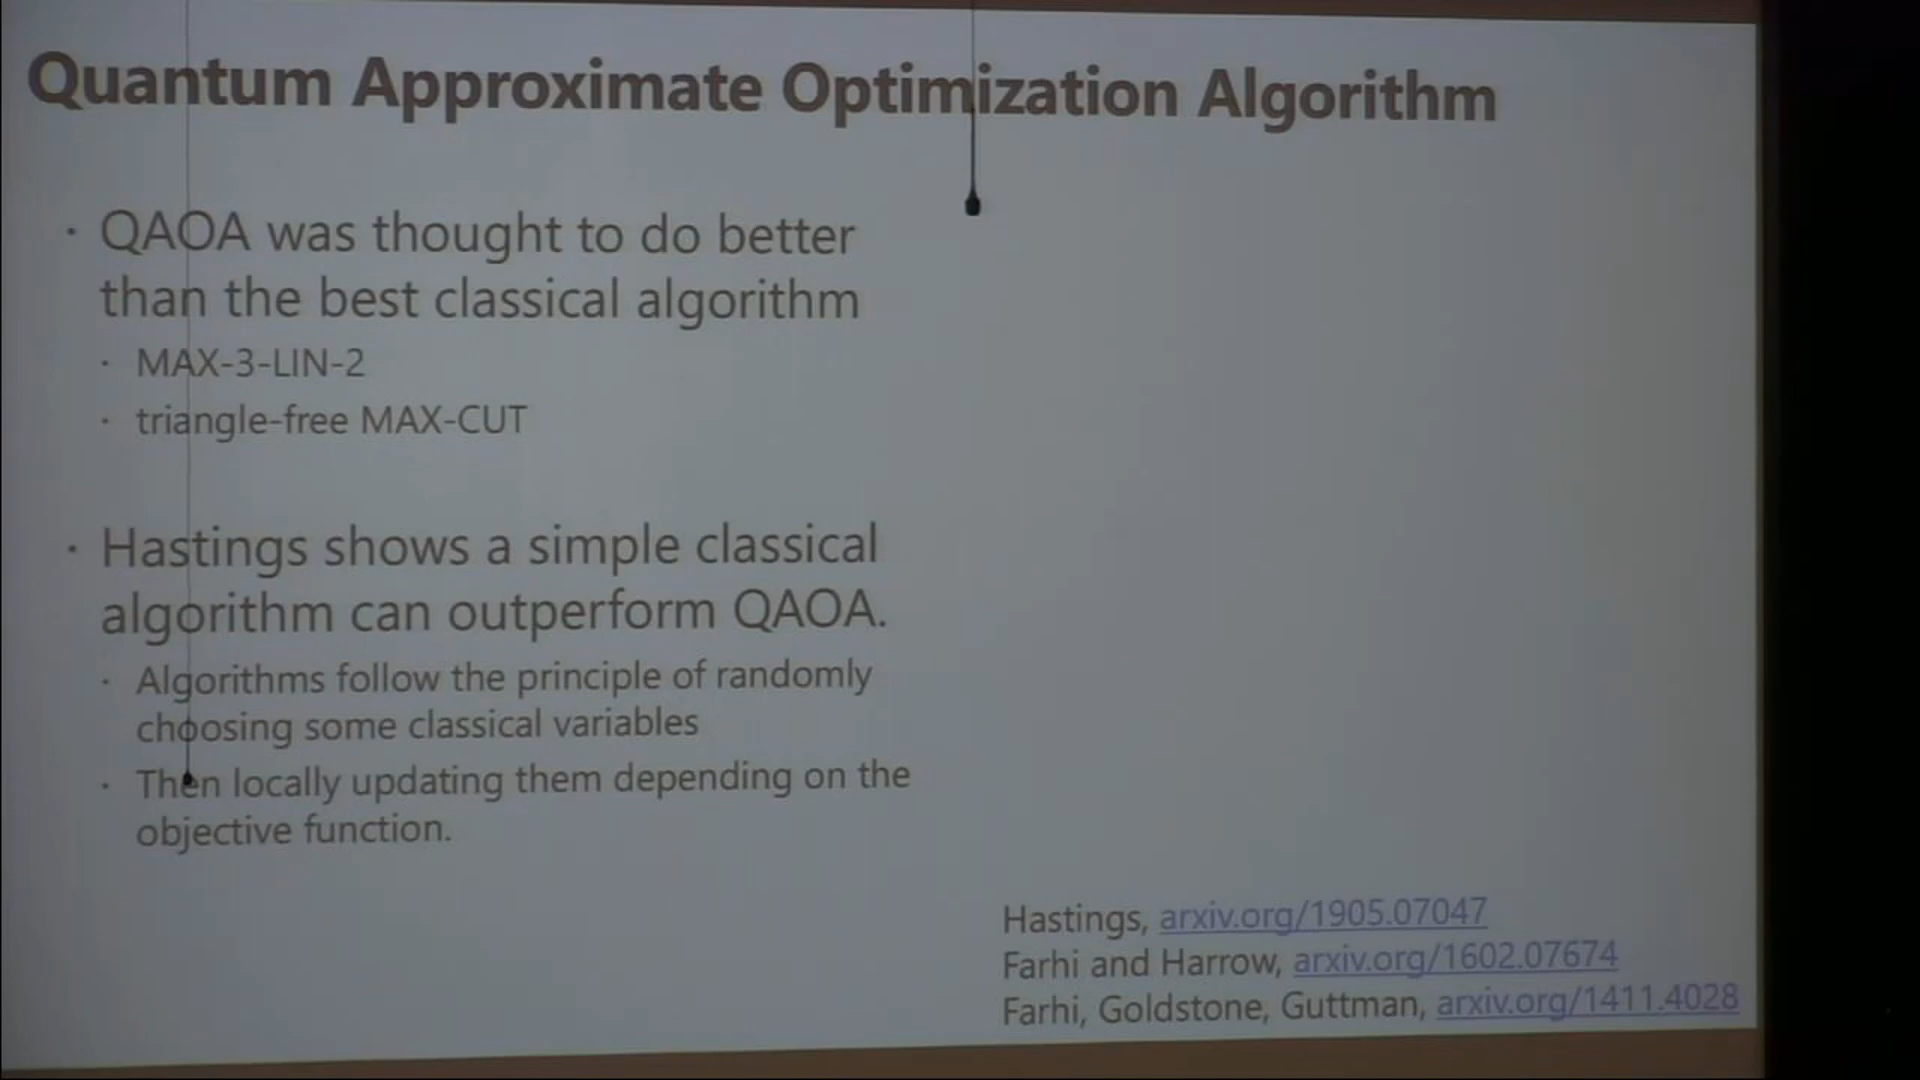 Quantum Approximate Optimization Algorithm
· QAOA was thought to do better
than the best classical algorithm
· MAX-3-LIN-2
· triangle-free MAX-CUT
· Hastings shows a simple classical
algorithm can outperform QAOA.
· Algorithms follow the principle of randomly
choosing some classical variables
· Then locally updating them depending on the
objective function.
Hastings, arxiv.org/1905.07047
Farhi and Harrow, arxiv.org/1602.07674
Farhi, Goldstone, Guttman, arxiv.org/1411.4028